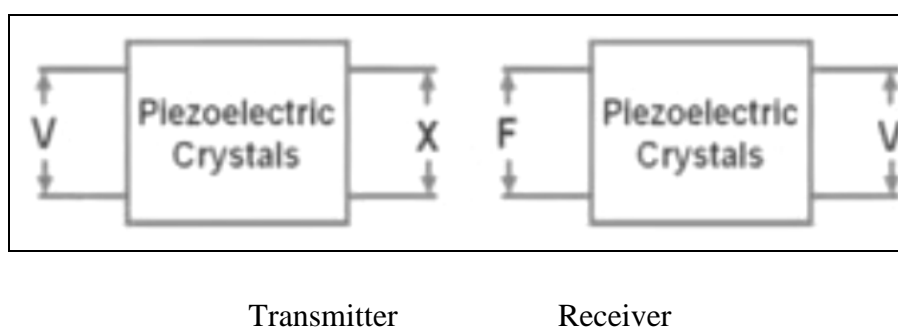 V Piezoelectric Crystals X F Piezoelectric Crystals V
Transmitter Receiver